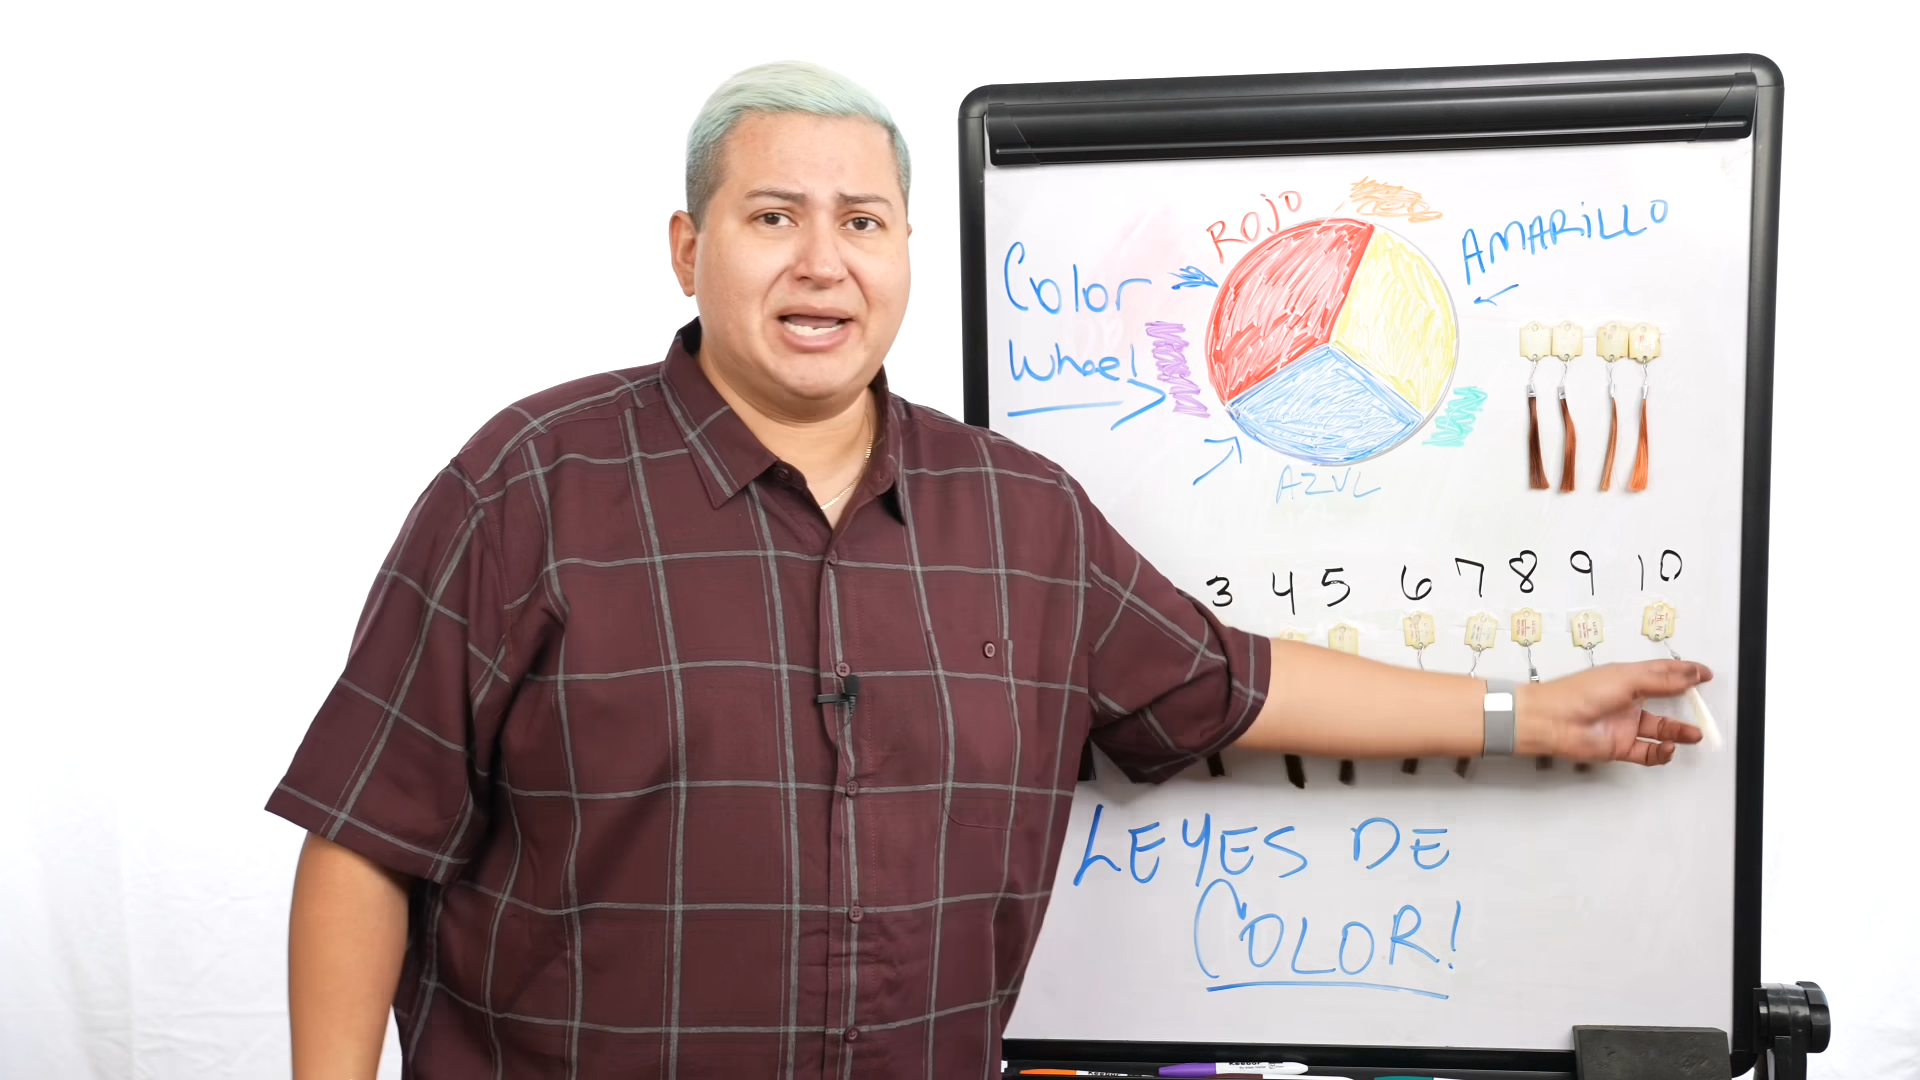 ROJO
AMARiLLO
Color
Wheel
AZUL
3 4 5 6 7 8 9 10
LEYES DE
COLOR!